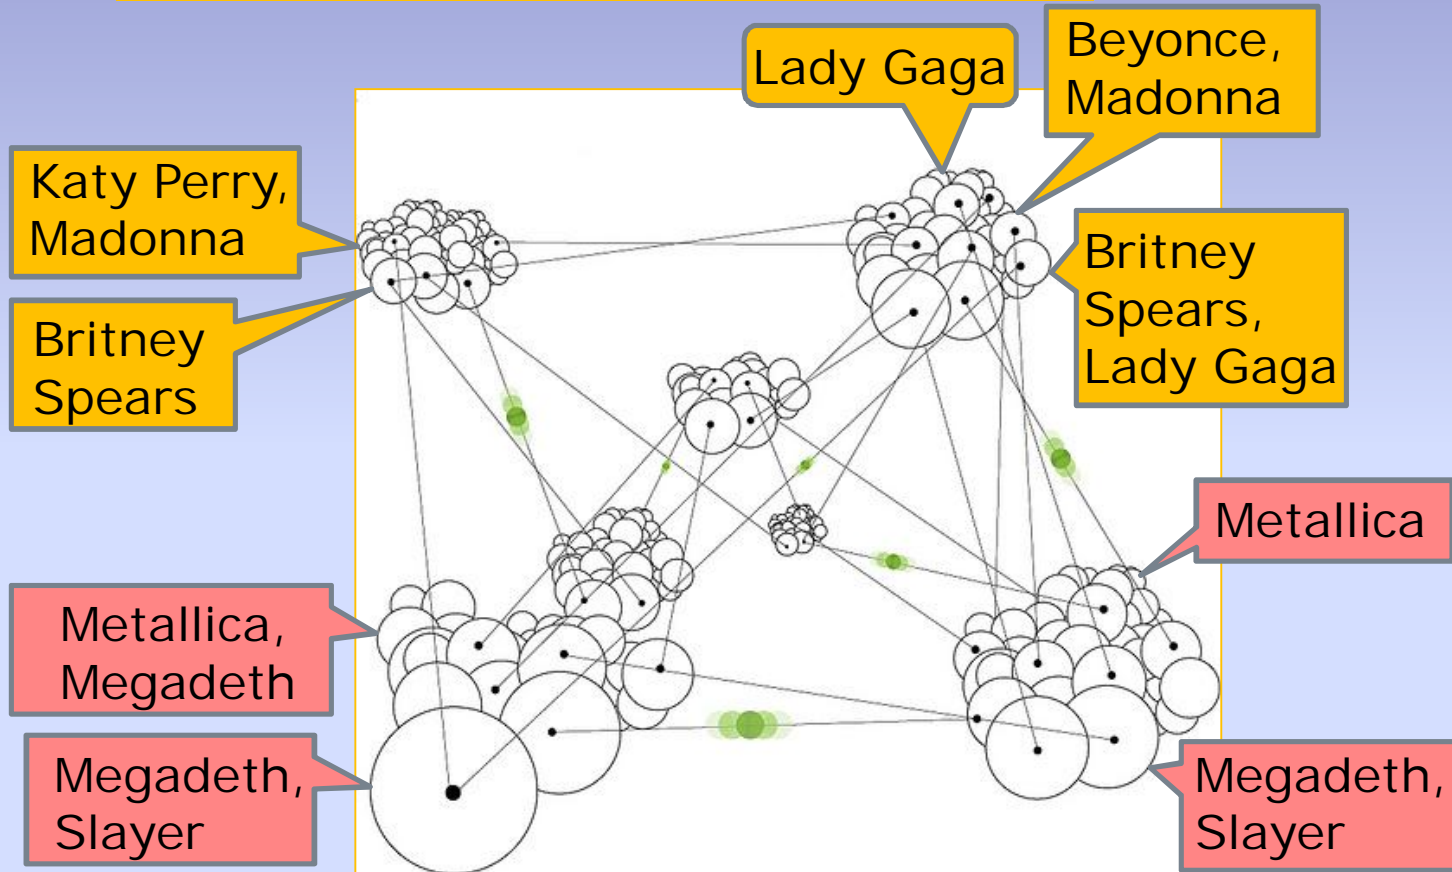 Lady Gaga
Beyonce,
Madonna
Katy Perry,
Madonna
Britney
Spears,
Lady Gaga
Britney
Spears
Metallica
Metallica,
Megadeth
Megadeth,
Slayer
Megadeth,
Slayer